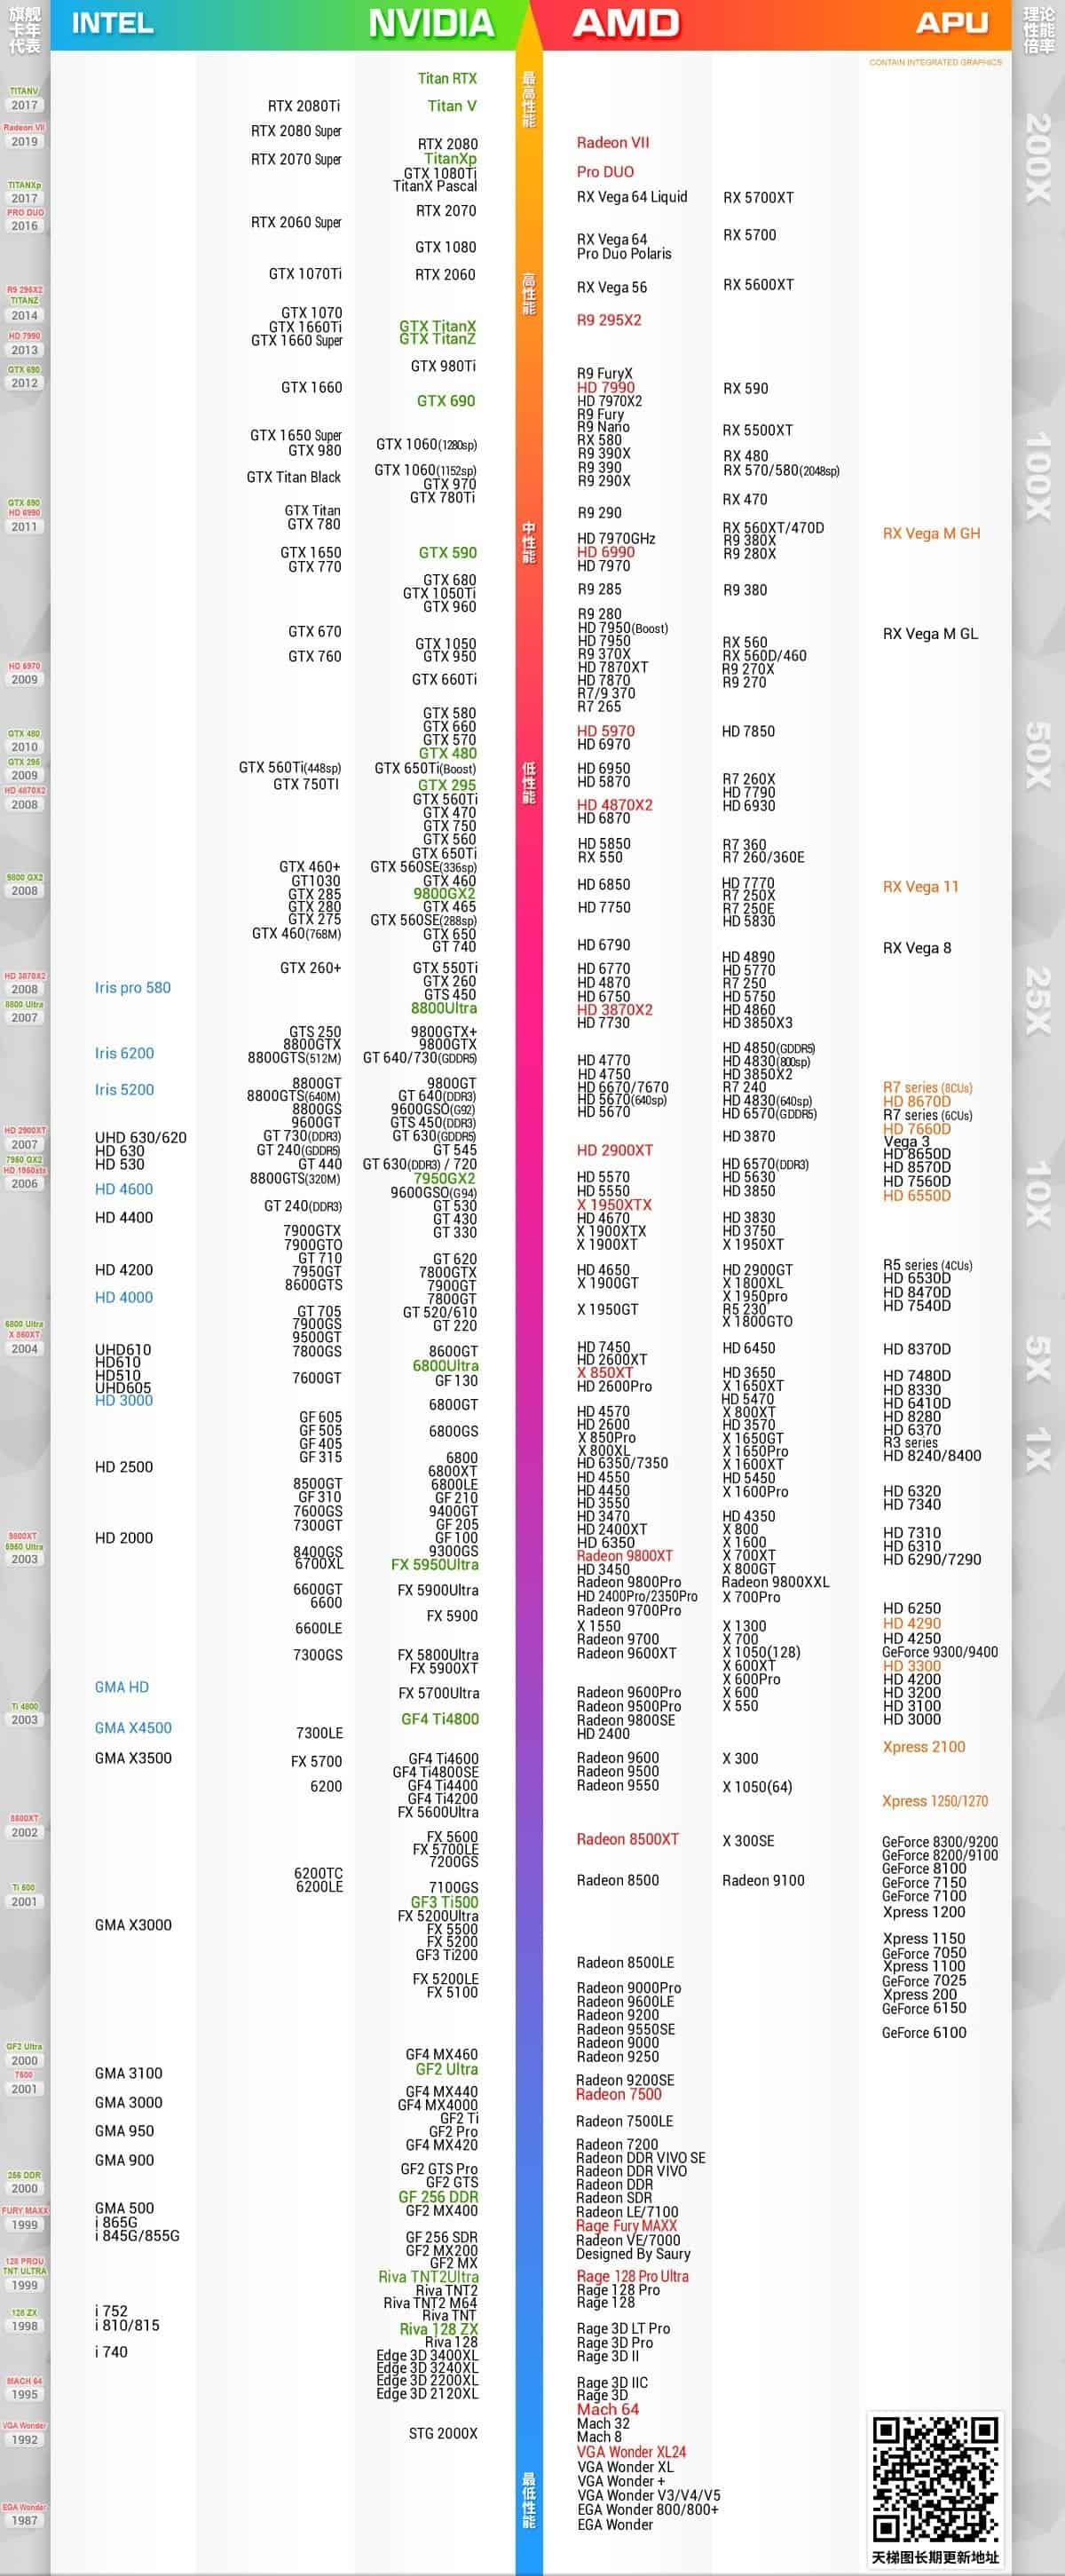 旗舰
卡年
代表
INTEL
NVIDIA
AMD
APU
理论
性能
倍率
CONTAIN INTEGRATED GRAPHICS
TITANV
2017
Radeon VII
2019
TITANXp
2017
PRO DUO
2016
R9 295X2
TITANZ
2014
HD 7990
2013
GTX 690
2012
GTX 590
HD 6990
2011
HD 5970
2009
GTX 480
2010
GTX 295
2009
HD 4870X2
2008
9800 GX2
2008
HD 3870X2
2008
8800 Ultra
2007
HD 2900XT
2007
7950 GX2
HD 1950xtx
2006
6800 Ultra
X 850XT
2004
9800XT
5950 Ultra
2003
Ti 4800
2003
8500XT
2002
Ti 500
2001
GF2 Ultra
2000
7500
2001
256 DDR
2000
FURY MAXX
1999
128 PROU
TNT ULTRA
1999
128 ZX
1998
MACH 64
1995
VGA Wonder
1992
EGA Wonder
1987
Iris pro 580
Iris 6200
Iris 5200
UHD 630/620
HD 630
HD 530
HD 4600
HD 4400
HD 4200
HD 4000
UHD610
HD610
HD510
UHD605
HD 3000
HD 2500
HD 2000
GMA HD
GMA X4500
GMA X3500
GMA X3000
GMA 3100
GMA 3000
GMA 950
GMA 900
GMA 500
i 865G
i 845G/855G
i 752
i 810/815
i 740
RTX 2080Ti
RTX 2080 Super
RTX 2070 Super
RTX 2060 Super
GTX 1070Ti
GTX 1070
GTX 1660Ti
GTX 1660 Super
GTX 1660
GTX 1650 Super
GTX 980
GTX Titan Black
GTX Titan
GTX 780
GTX 1650
GTX 770
GTX 670
GTX 760
GTX 560Ti(448sp)
GTX 750TI
GTX 460+
GT1030
GTX 285
GTX 280
GTX 275
GTX 460(768M)
GTX 260+
GTS 250
8800GTX
8800GTS(512M)
8800GT
8800GTS(640M)
8800GS
9600GT
GT 730(DDR3)
GT 240(GDDR5)
GT 440
8800GTS(320M)
GT 240(DDR3)
7900GTX
7900GTO
GT 710
7950GT
8600GTS
GT 705
7900GS
9500GT
7800GS
7600GT
GF 605
GF 505
GF 405
GF 315
8500GT
GF 310
7600GS
7300GT
8400GS
6700XL
6600GT
6600
6600LE
7300GS
7300LE
FX 5700
6200
6200TC
6200LE
Titan RTX
Titan V
RTX 2080
TitanXp
GTX 1080Ti
TitanX Pascal
RTX 2070
GTX 1080
RTX 2060
GTX TitanX
GTX TitanZ
GTX 980Ti
GTX 690
GTX 1060(1280sp)
GTX 1060(1152sp)
GTX 970
GTX 780Ti
GTX 590
GTX 680
GTX 1050Ti
GTX 960
GTX 1050
GTX 950
GTX 660Ti
GTX 580
GTX 660
GTX 570
GTX 480
GTX 650Ti(Boost)
GTX 295
GTX 560Ti
GTX 470
GTX 750
GTX 560
GTX 650Ti
GTX 560SE(336sp)
GTX 460
9800GX2
GTX 465
GTX 560SE(288sp)
GTX 650
GT 740
GTX 550Ti
GTX 260
GTS 450
8800Ultra
9800GTX+
9800GTX
GT 640/730(GDDR5)
9800GT
GT 640(DDR3)
9600GSO(G92)
GTS 450(DDR3)
GT 630(GDDR5)
GT 545
GT 630(DDR3) / 720
7950GX2
9600GSO(G94)
GT 530
GT 430
GT 330
GT 620
7800GTX
7900GT
7800GT
GT 520/610
GT 220
8600GT
6800Ultra
GF 130
6800GT
6800GS
6800
6800XT
6800LE
GF 210
9400GT
GF 205
GF 100
9300GS
FX 5950Ultra
FX 5900Ultra
FX 5900
FX 5800Ultra
FX 5900XT
FX 5700Ultra
GF4 Ti4800
GF4 Ti4600
GF4 Ti4800SE
GF4 Ti4400
GF4 Ti4200
FX 5600Ultra
FX 5600
FX 5700LE
7200GS
7100GS
GF3 Ti500
FX 5200Ultra
FX 5500
FX 5200
GF3 Ti200
FX 5200LE
FX 5100
GF4 MX460
GF2 Ultra
GF4 MX440
GF4 MX4000
GF2 Ti
GF2 Pro
GF4 MX420
GF2 GTS Pro
GF2 GTS
GF 256 DDR
GF2 MX400
GF 256 SDR
GF2 MX200
GF2 MX
Riva TNT2Ultra
Riva TNT2
Riva TNT2 M64
Riva TNT
Riva 128 ZX
Riva 128
Edge 3D 3400XL
Edge 3D 3240XL
Edge 3D 2200XL
Edge 3D 2120XL
STG 2000X
最高性能
高性能
中性能
低性能
最低性能
Radeon VII
Pro DUO
RX Vega 64 Liquid
RX Vega 64
Pro Duo Polaris
RX Vega 56
R9 295X2
R9 FuryX
HD 7990
HD 7970X2
R9 Fury
R9 Nano
RX 580
R9 390X
R9 390
R9 290X
R9 290
HD 7970GHz
HD 6990
HD 7970
R9 285
R9 280
HD 7950(Boost)
HD 7950
R9 370X
HD 7870XT
HD 7870
R7/9 370
R7 265
HD 5970
HD 6970
HD 6950
HD 5870
HD 4870X2
HD 6870
HD 5850
RX 550
HD 6850
HD 7750
HD 6790
HD 6770
HD 4870
HD 6750
HD 3870X2
HD 7730
HD 4770
HD 4750
HD 6670/7670
HD 5670(640sp)
HD 5670
HD 2900XT
HD 5570
HD 5550
X 1950XTX
HD 4670
X 1900XTX
X 1900XT
HD 4650
X 1900GT
X 1950GT
HD 7450
HD 2600XT
X 850XT
HD 2600Pro
HD 4570
HD 2600
X 850Pro
X 800XL
HD 6350/7350
HD 4550
HD 4450
HD 3550
HD 3470
HD 2400XT
HD 6350
Radeon 9800XT
HD 3450
Radeon 9800Pro
HD 2400Pro/2350Pro
Radeon 9700Pro
X 1550
Radeon 9700
Radeon 9600XT
Radeon 9600Pro
Radeon 9500Pro
Radeon 9800SE
HD 2400
Radeon 9600
Radeon 9500
Radeon 9550
Radeon 8500XT
Radeon 8500
Radeon 8500LE
Radeon 9000Pro
Radeon 9600LE
Radeon 9200
Radeon 9550SE
Radeon 9000
Radeon 9250
Radeon 9200SE
Radeon 7500
Radeon 7500LE
Radeon 7200
Radeon DDR VIVO SE
Radeon DDR VIVO
Radeon DDR
Radeon SDR
Radeon LE/7100
Rage Fury MAXX
Radeon VE/7000
Designed By Saury
Rage 128 Pro Ultra
Rage 128 Pro
Rage 128
Rage 3D LT Pro
Rage 3D Pro
Rage 3D II
Rage 3D IIC
Rage 3D
Mach 64
Mach 32
Mach 8
VGA Wonder XL24
VGA Wonder XL
VGA Wonder +
VGA Wonder V3/V4/V5
EGA Wonder 800/800+
EGA Wonder
RX 5700XT
RX 5700
RX 5600XT
RX 590
RX 5500XT
RX 480
RX 570/580(2048sp)
RX 470
RX 560XT/470D
R9 380X
R9 280X
R9 380
RX 560
RX 560D/460
R9 270X
R9 270
HD 7850
R7 260X
HD 7790
HD 6930
R7 360
R7 260/360E
HD 7770
R7 250X
R7 250E
HD 5830
HD 4890
HD 5770
R7 250
HD 5750
HD 4860
HD 3850X3
HD 4850(GDDR5)
HD 4830(800sp)
HD 3850X2
R7 240
HD 4830(640sp)
HD 6570(GDDR5)
HD 3870
HD 6570(DDR3)
HD 5630
HD 3850
HD 3830
HD 3750
X 1950XT
HD 2900GT
X 1800XL
X 1950pro
R5 230
X 1800GTO
HD 6450
HD 3650
X 1650XT
HD 5470
X 800XT
HD 3570
X 1650GT
X 1650Pro
X 1600XT
HD 5450
X 1600Pro
HD 4350
X 800
X 1600
X 700XT
X 800GT
Radeon 9800XXL
X 700Pro
X 1300
X 700
X 1050(128)
X 600XT
X 600Pro
X 600
X 550
X 300
X 1050(64)
X 300SE
Radeon 9100
RX Vega M GH
RX Vega M GL
RX Vega 11
RX Vega 8
R7 series (8CUs)
HD 8670D
R7 series (6CUs)
HD 7660D
Vega 3
HD 8650D
HD 8570D
HD 7560D
HD 6550D
R5 series (4CUs)
HD 6530D
HD 8470D
HD 7540D
HD 8370D
HD 7480D
HD 8330
HD 6410D
HD 8280
HD 6370
R3 series
HD 8240/8400
HD 6320
HD 7340
HD 7310
HD 6310
HD 6290/7290
HD 6250
HD 4290
HD 4250
GeForce 9300/9400
HD 3300
HD 4200
HD 3200
HD 3100
HD 3000
Xpress 2100
Xpress 1250/1270
GeForce 8300/9200
GeForce 8200/9100
GeForce 8100
GeForce 7150
GeForce 7100
Xpress 1200
Xpress 1150
GeForce 7050
Xpress 1100
GeForce 7025
Xpress 200
GeForce 6150
GeForce 6100
200X
100X
50X
25X
10X
5X
1X
天梯图长期更新地址